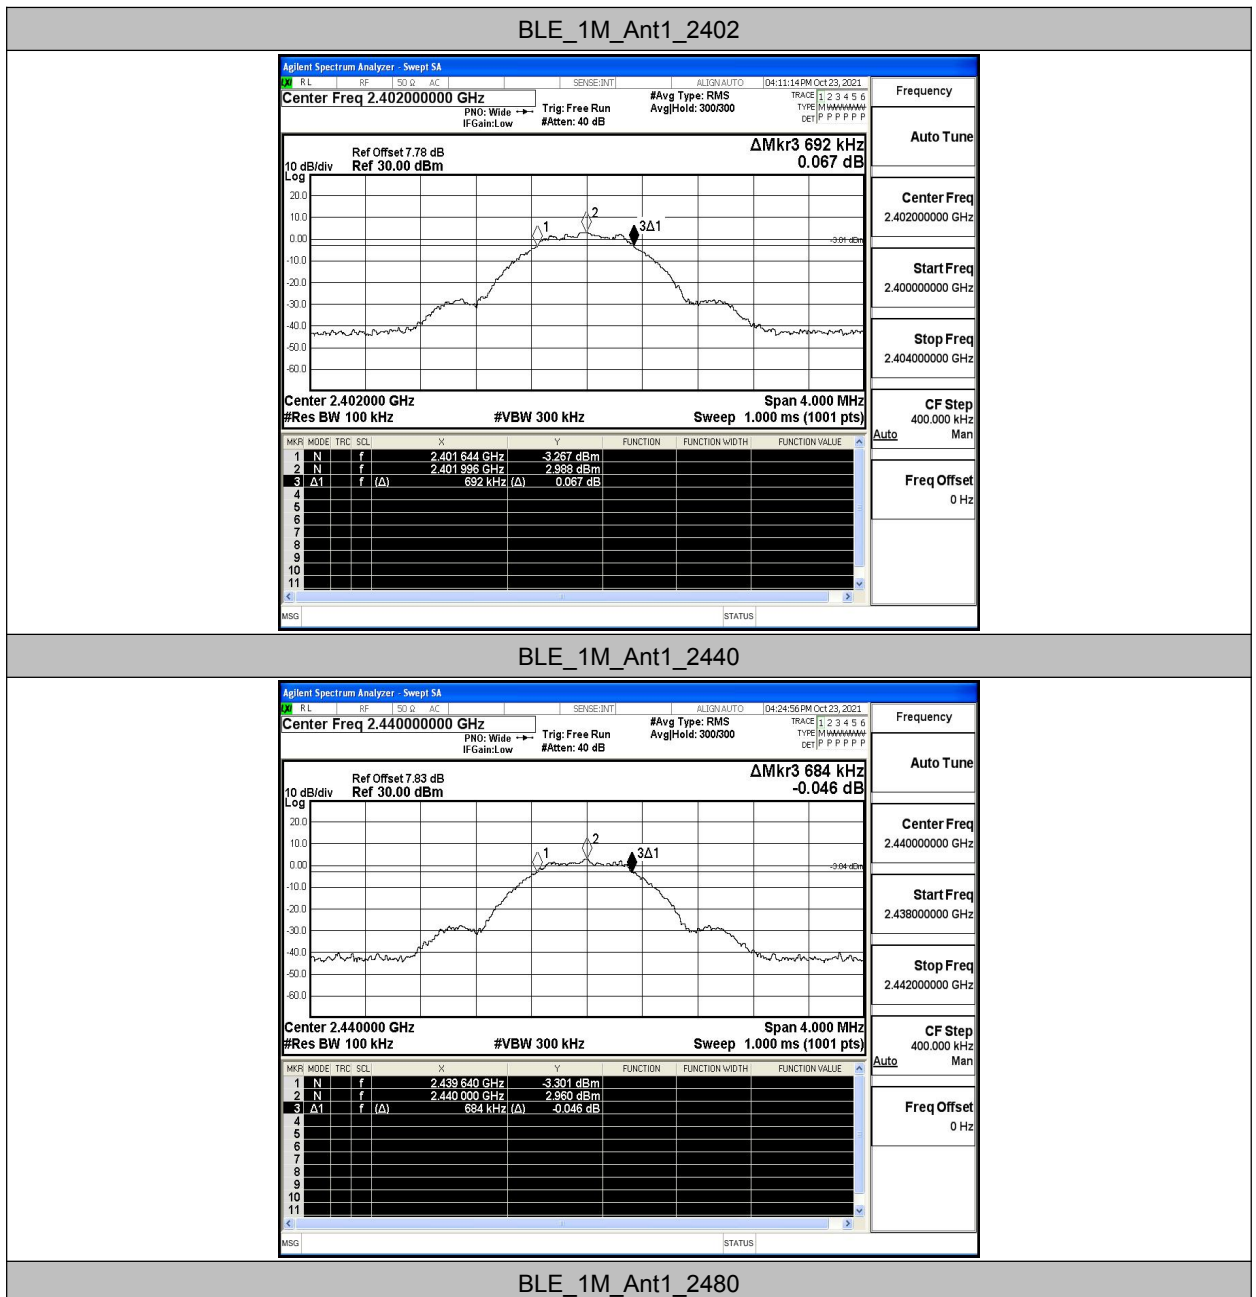 BLE_1M_Ant1_2402
Agilent Spectrum Analyzer - Swept SA
RL RF 50 Ω AC SENSE:INT ALIGNAUTO 04:11:14PM Oct 23, 2021
Center Freq 2.402000000 GHz
PNO: Wide
IFGain:Low
Trig: Free Run
#Atten: 40 dB
#Avg Type: RMS
Avg|Hold: 300/300
TRACE 1 2 3 4 5 6
TYPE M
DET P P P P P P
Ref Offset 7.78 dB
10 dB/div Ref 30.00 dBm
Log
ΔMkr3 692 kHz
0.067 dB
20.0
10.0
0.00
-10.0
-20.0
-30.0
-40.0
-50.0
-60.0
1
2
3Δ1
-3.01 dBm
Center 2.402000 GHz Span 4.000 MHz
#Res BW 100 kHz #VBW 300 kHz Sweep 1.000 ms (1001 pts)
MKR MODE TRC SCL X Y FUNCTION FUNCTION WIDTH FUNCTION VALUE
1 N f 2.401 644 GHz -3.267 dBm
2 N f 2.401 996 GHz 2.988 dBm
3 Δ1 f (Δ) 692 kHz (Δ) 0.067 dB
4
5
6
7
8
9
10
11
MSG STATUS
Frequency
Auto Tune
Center Freq
2.402000000 GHz
Start Freq
2.400000000 GHz
Stop Freq
2.404000000 GHz
CF Step
400.000 kHz
Auto Man
Freq Offset
0 Hz
BLE_1M_Ant1_2440
Agilent Spectrum Analyzer - Swept SA
RL RF 50 Ω AC SENSE:INT ALIGNAUTO 04:24:56PM Oct 23, 2021
Center Freq 2.440000000 GHz
PNO: Wide
IFGain:Low
Trig: Free Run
#Atten: 40 dB
#Avg Type: RMS
Avg|Hold: 300/300
TRACE 1 2 3 4 5 6
TYPE M
DET P P P P P P
Ref Offset 7.83 dB
10 dB/div Ref 30.00 dBm
Log
ΔMkr3 684 kHz
-0.046 dB
20.0
10.0
0.00
-10.0
-20.0
-30.0
-40.0
-50.0
-60.0
1
2
3Δ1
-3.04 dBm
Center 2.440000 GHz Span 4.000 MHz
#Res BW 100 kHz #VBW 300 kHz Sweep 1.000 ms (1001 pts)
MKR MODE TRC SCL X Y FUNCTION FUNCTION WIDTH FUNCTION VALUE
1 N f 2.439 640 GHz -3.301 dBm
2 N f 2.440 000 GHz 2.960 dBm
3 Δ1 f (Δ) 684 kHz (Δ) -0.046 dB
4
5
6
7
8
9
10
11
MSG STATUS
Frequency
Auto Tune
Center Freq
2.440000000 GHz
Start Freq
2.438000000 GHz
Stop Freq
2.442000000 GHz
CF Step
400.000 kHz
Auto Man
Freq Offset
0 Hz
BLE_1M_Ant1_2480